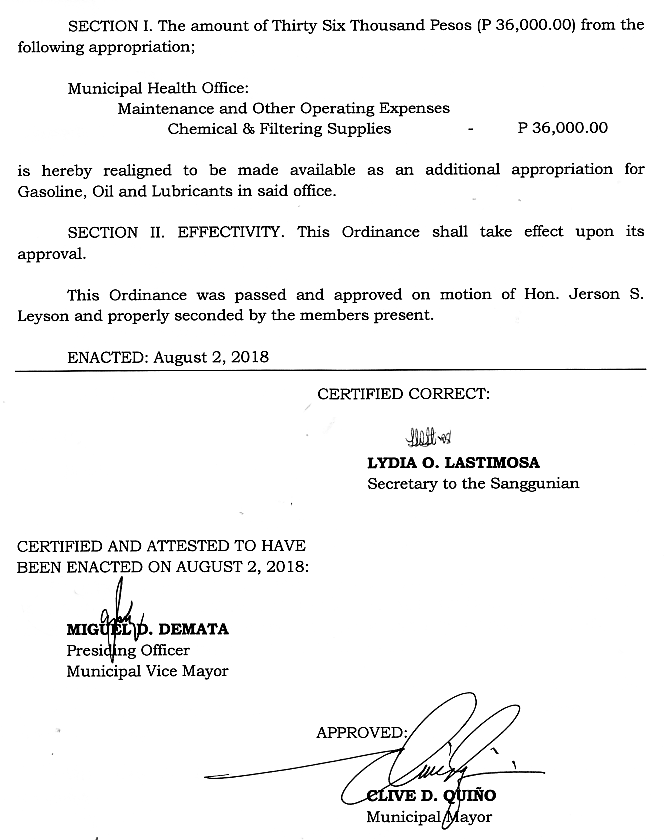 SECTION I. The amount of Thirty Six Thousand Pesos (P 36,000.00) from the
following appropriation;
Municipal Health Office:
Maintenance and Other Operating Expenses
Chemical & Filtering Supplies - P 36,000.00
is hereby realigned to be made available as an additional appropriation for
Gasoline, Oil and Lubricants in said office.
SECTION II. EFFECTIVITY. This Ordinance shall take effect upon its
approval.
This Ordinance was passed and approved on motion of Hon. Jerson S.
Leyson and properly seconded by the members present.
ENACTED: August 2, 2018
CERTIFIED CORRECT:
LYDIA O. LASTIMOSA
Secretary to the Sanggunian
CERTIFIED AND ATTESTED TO HAVE
BEEN ENACTED ON AUGUST 2, 2018:
MIGUEL D. DEMATA
Presiding Officer
Municipal Vice Mayor
APPROVED:
CLIVE D. QUIÑO
Municipal Mayor